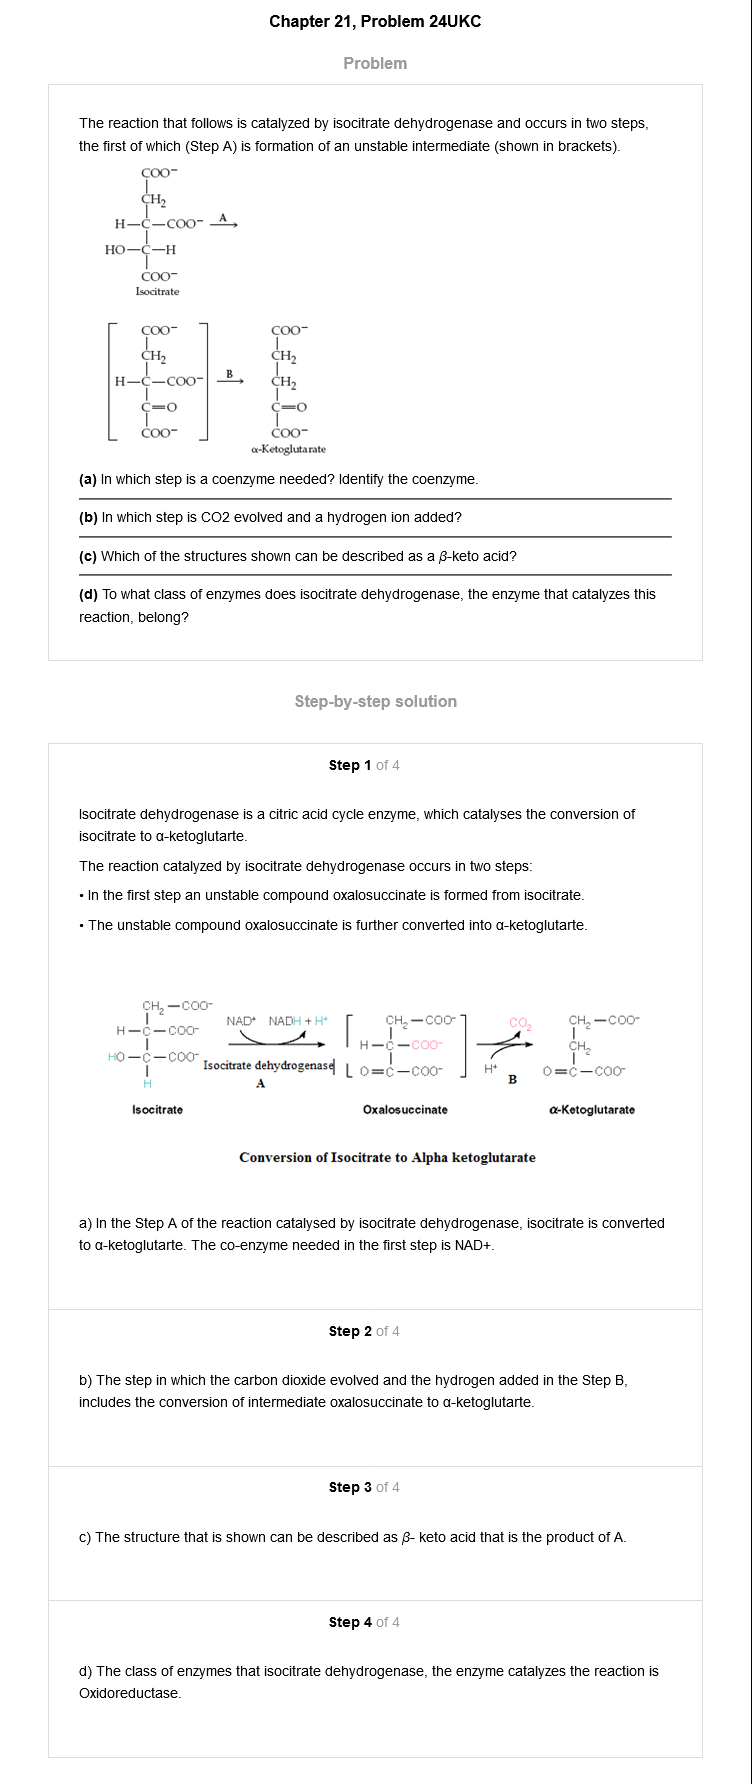 Chapter 21, Problem 24UKC
Problem
The reaction that follows is catalyzed by isocitrate dehydrogenase and occurs in two steps,
the first of which (Step A) is formation of an unstable intermediate (shown in brackets).
COO⁻
CH₂
H—C—COO⁻ A
HO—C—H
COO⁻
Isocitrate
COO⁻ COO⁻
CH₂ CH₂
H—C—COO⁻ B CH₂
C=O C=O
COO⁻ COO⁻
α-Ketoglutarate
(a) In which step is a coenzyme needed? Identify the coenzyme.
(b) In which step is CO2 evolved and a hydrogen ion added?
(c) Which of the structures shown can be described as a β-keto acid?
(d) To what class of enzymes does isocitrate dehydrogenase, the enzyme that catalyzes this
reaction, belong?
Step-by-step solution
Step 1 of 4
Isocitrate dehydrogenase is a citric acid cycle enzyme, which catalyses the conversion of
isocitrate to α-ketoglutarte.
The reaction catalyzed by isocitrate dehydrogenase occurs in two steps:
• In the first step an unstable compound oxalosuccinate is formed from isocitrate.
• The unstable compound oxalosuccinate is further converted into α-ketoglutarte.
CH₂—COO⁻
H—C—COO⁻
HO—C—COO⁻
H
NAD⁺ NADH + H⁺
Isocitrate dehydrogenase
A
CH₂—COO⁻
H—C—COO⁻
O=C—COO⁻
CO₂
H⁺
B
CH₂—COO⁻
CH₂
O=C—COO⁻
Isocitrate Oxalosuccinate α-Ketoglutarate
Conversion of Isocitrate to Alpha ketoglutarate
a) In the Step A of the reaction catalysed by isocitrate dehydrogenase, isocitrate is converted
to α-ketoglutarte. The co-enzyme needed in the first step is NAD+.
Step 2 of 4
b) The step in which the carbon dioxide evolved and the hydrogen added in the Step B,
includes the conversion of intermediate oxalosuccinate to α-ketoglutarte.
Step 3 of 4
c) The structure that is shown can be described as β- keto acid that is the product of A.
Step 4 of 4
d) The class of enzymes that isocitrate dehydrogenase, the enzyme catalyzes the reaction is
Oxidoreductase.